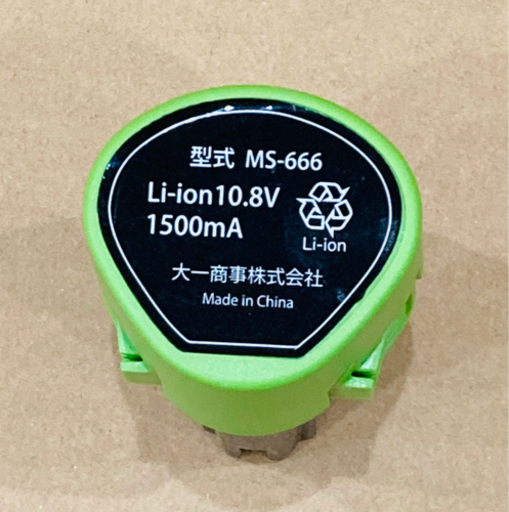 型式 MS-666
Li-ion10.8V
1500mA
Li-ion
大一商事株式会社
Made in China